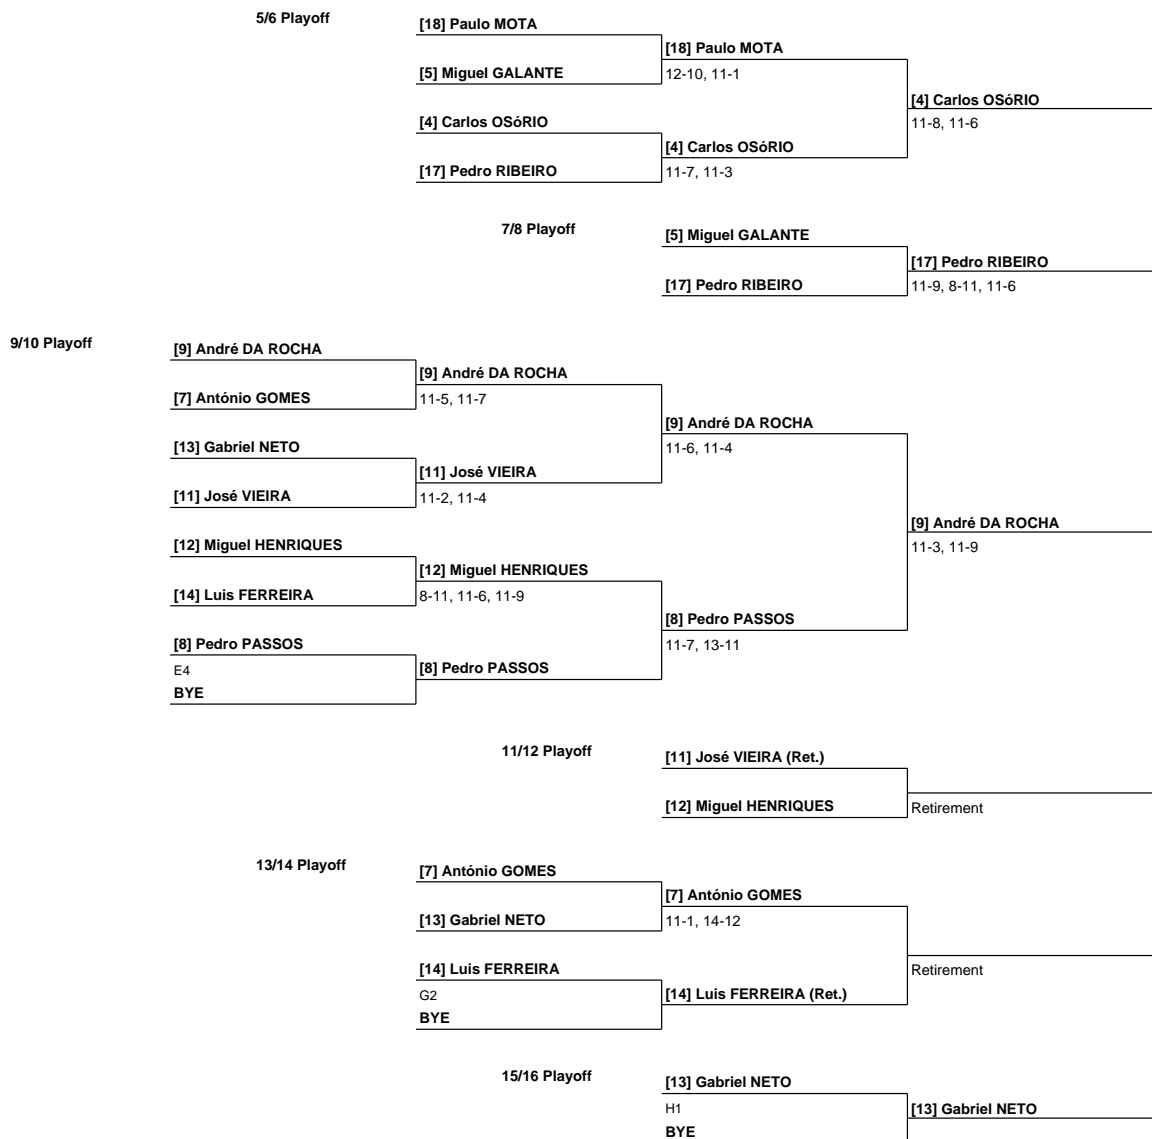 5/6 Playoff
[18] Paulo MOTA
[18] Paulo MOTA
[5] Miguel GALANTE
12-10, 11-1
[4] Carlos OSóRIO
[4] Carlos OSóRIO
11-8, 11-6
[4] Carlos OSóRIO
[17] Pedro RIBEIRO
11-7, 11-3
7/8 Playoff
[5] Miguel GALANTE
[17] Pedro RIBEIRO
[17] Pedro RIBEIRO
11-9, 8-11, 11-6
9/10 Playoff
[9] André DA ROCHA
[9] André DA ROCHA
[7] António GOMES
11-5, 11-7
[9] André DA ROCHA
[13] Gabriel NETO
11-6, 11-4
[11] José VIEIRA
[11] José VIEIRA
11-2, 11-4
[9] André DA ROCHA
[12] Miguel HENRIQUES
11-3, 11-9
[12] Miguel HENRIQUES
[14] Luis FERREIRA
8-11, 11-6, 11-9
[8] Pedro PASSOS
[8] Pedro PASSOS
11-7, 13-11
E4
[8] Pedro PASSOS
BYE
11/12 Playoff
[11] José VIEIRA (Ret.)
[12] Miguel HENRIQUES
Retirement
13/14 Playoff
[7] António GOMES
[7] António GOMES
[13] Gabriel NETO
11-1, 14-12
[14] Luis FERREIRA
Retirement
G2
[14] Luis FERREIRA (Ret.)
BYE
15/16 Playoff
[13] Gabriel NETO
H1
[13] Gabriel NETO
BYE